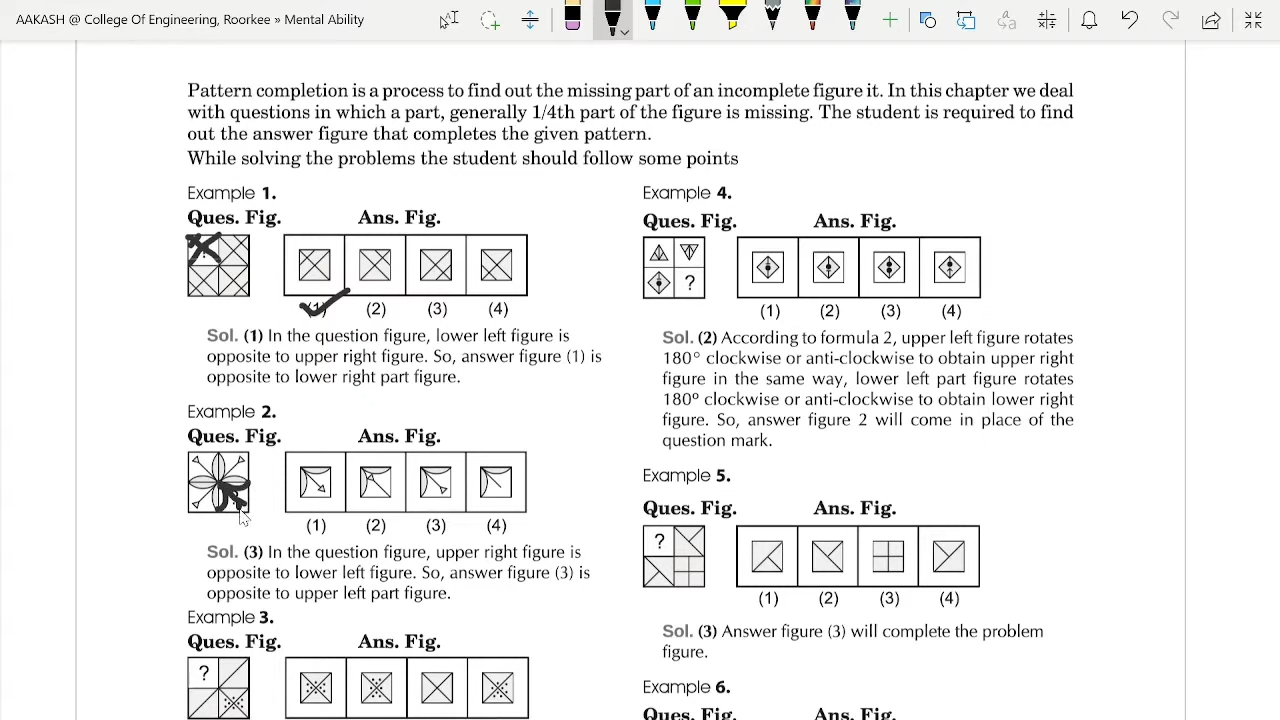 AAKASH @ College Of Engineering, Roorkee » Mental Ability
Pattern completion is a process to find out the missing part of an incomplete figure it. In this chapter we deal
with questions in which a part, generally 1/4th part of the figure is missing. The student is required to find
out the answer figure that completes the given pattern.
While solving the problems the student should follow some points
Example 1.
Ques. Fig. Ans. Fig.
?
(1) (2) (3) (4)
Sol. (1) In the question figure, lower left figure is
opposite to upper right figure. So, answer figure (1) is
opposite to lower right part figure.
Example 2.
Ques. Fig. Ans. Fig.
(1) (2) (3) (4)
Sol. (3) In the question figure, upper right figure is
opposite to lower left figure. So, answer figure (3) is
opposite to upper left part figure.
Example 3.
Ques. Fig. Ans. Fig.
?
Example 4.
Ques. Fig. Ans. Fig.
?
(1) (2) (3) (4)
Sol. (2) According to formula 2, upper left figure rotates
180° clockwise or anti-clockwise to obtain upper right
figure in the same way, lower left part figure rotates
180º clockwise or anti-clockwise to obtain lower right
figure. So, answer figure 2 will come in place of the
question mark.
Example 5.
Ques. Fig. Ans. Fig.
?
(1) (2) (3) (4)
Sol. (3) Answer figure (3) will complete the problem
figure.
Example 6.
Ques. Fig. Ans. Fig.